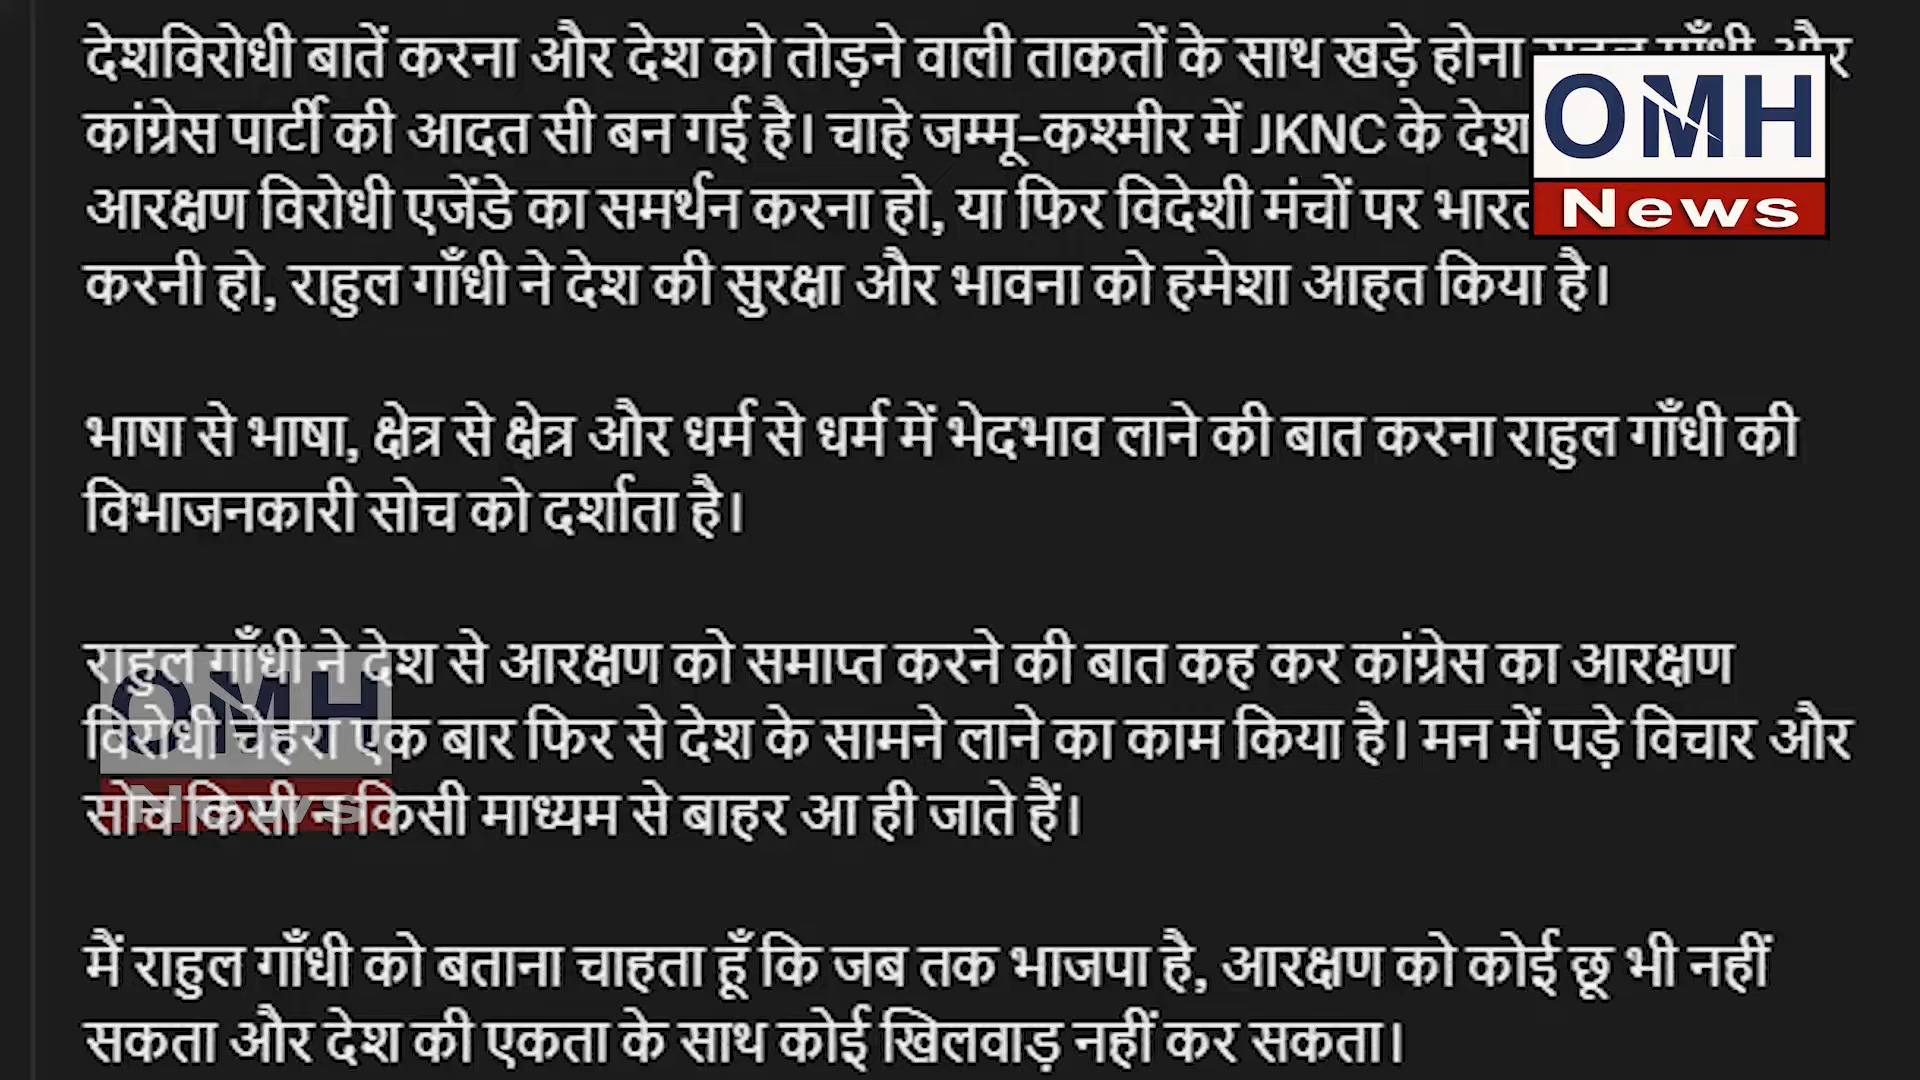 देशविरोधी बातें करना और देश को तोड़ने वाली ताकतों के साथ खड़े होना राहुल गाँधी और
कांग्रेस पार्टी की आदत सी बन गई है। चाहे जम्मू-कश्मीर में JKNC के देश
आरक्षण विरोधी एजेंडे का समर्थन करना हो, या फिर विदेशी मंचों पर भारत
करनी हो, राहुल गाँधी ने देश की सुरक्षा और भावना को हमेशा आहत किया है।
भाषा से भाषा, क्षेत्र से क्षेत्र और धर्म से धर्म में भेदभाव लाने की बात करना राहुल गाँधी की
विभाजनकारी सोच को दर्शाता है।
राहुल गाँधी ने देश से आरक्षण को समाप्त करने की बात कह कर कांग्रेस का आरक्षण
विरोधी चेहरा एक बार फिर से देश के सामने लाने का काम किया है। मन में पड़े विचार और
सोच किसी न किसी माध्यम से बाहर आ ही जाते हैं।
मैं राहुल गाँधी को बताना चाहता हूँ कि जब तक भाजपा है, आरक्षण को कोई छू भी नहीं
सकता और देश की एकता के साथ कोई खिलवाड़ नहीं कर सकता।
OMH
News
OMH
News